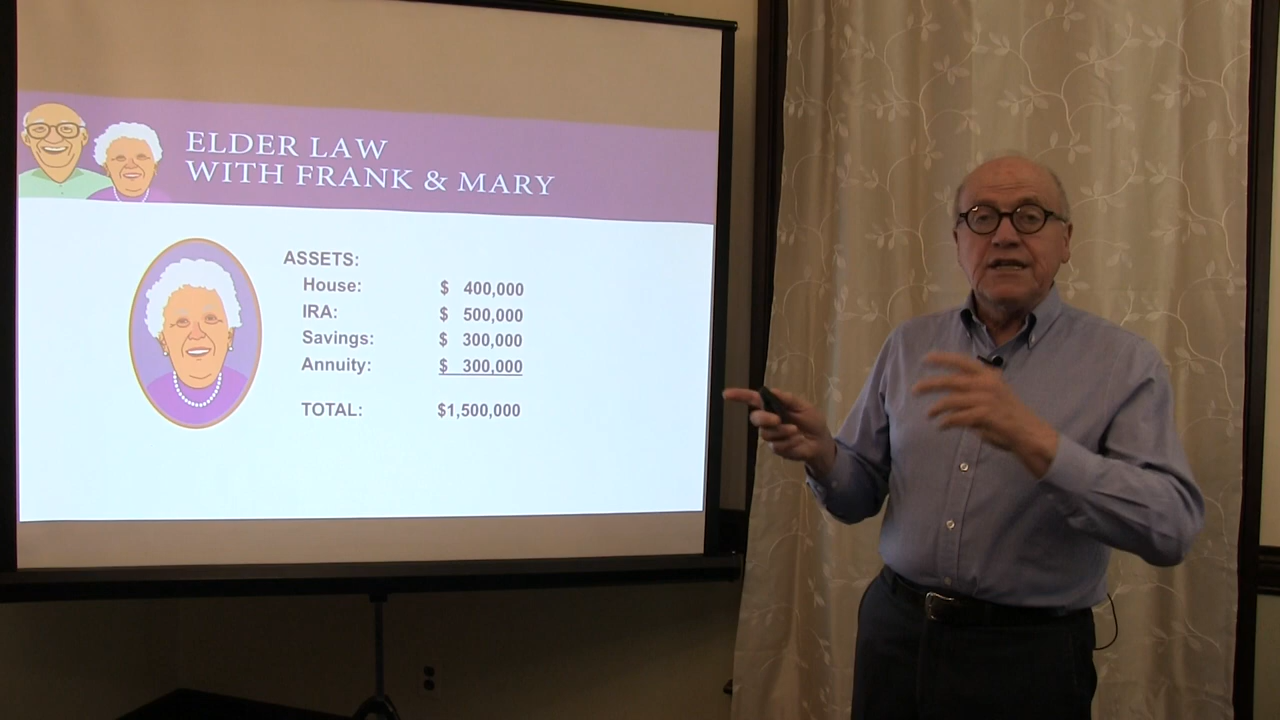 ELDER LAW
WITH FRANK & MARY
ASSETS:
House: $ 400,000
IRA: $ 500,000
Savings: $ 300,000
Annuity: $ 300,000
TOTAL: $1,500,000